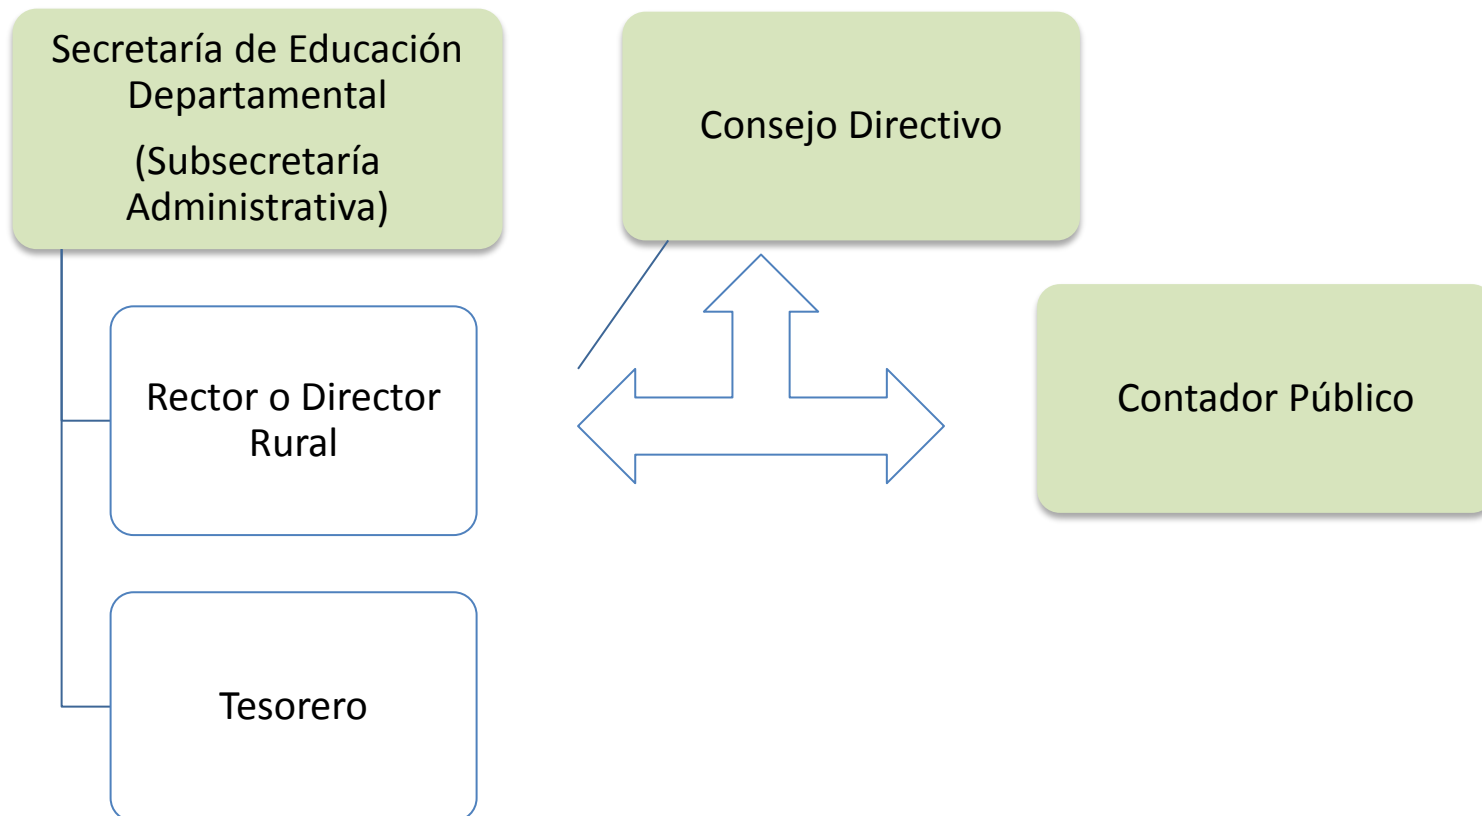 Secretaría de Educación
Departamental
(Subsecretaría
Administrativa)
Consejo Directivo
Rector o Director
Rural
Contador Público
Tesorero